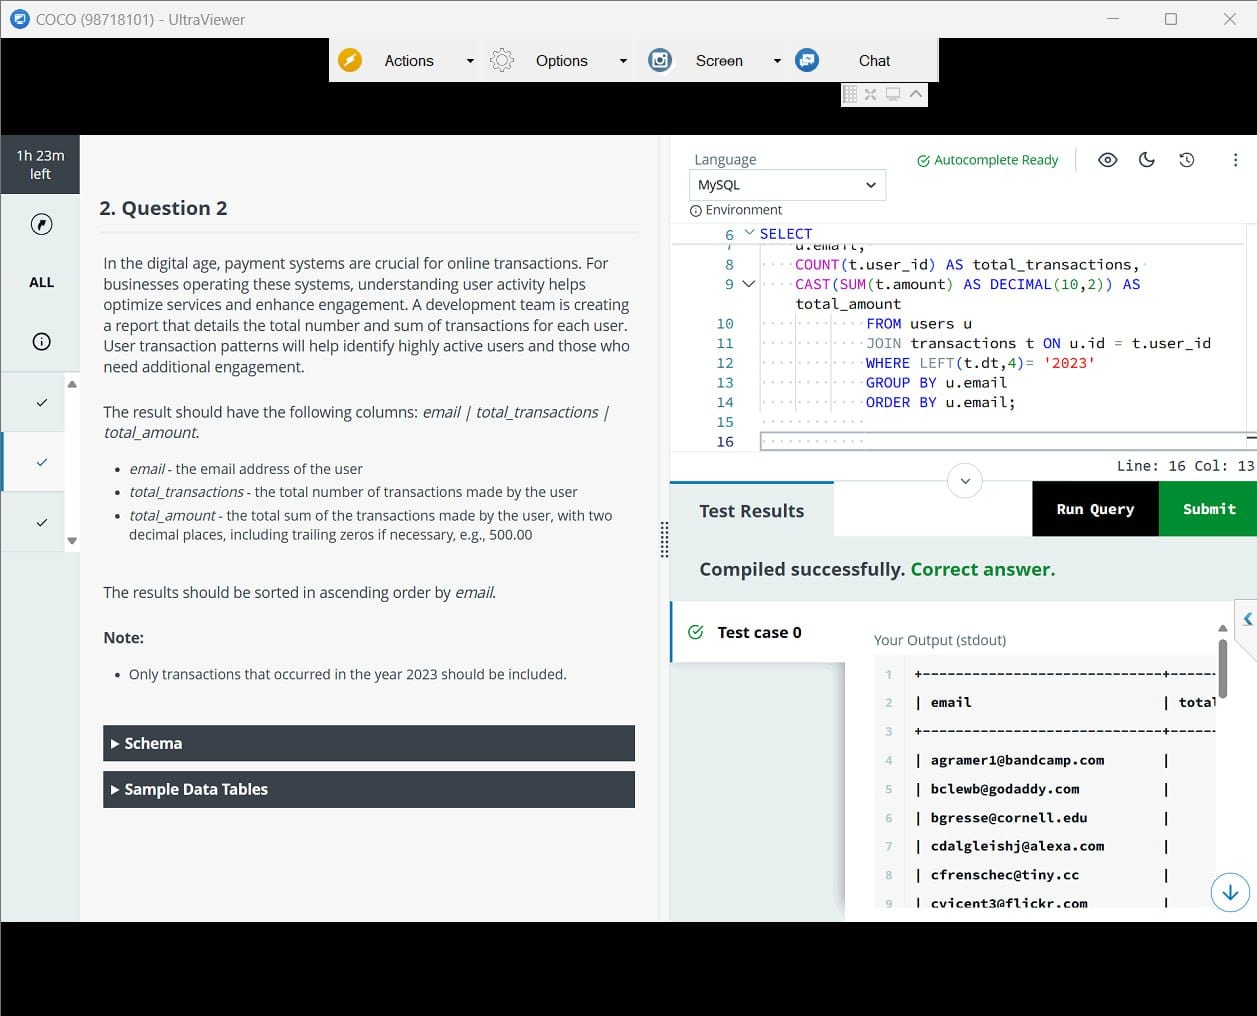 COCO (98718101) - UltraViewer
Actions
Options
Screen
Chat
1h 23m
left
ALL
2. Question 2
In the digital age, payment systems are crucial for online transactions. For
businesses operating these systems, understanding user activity helps
optimize services and enhance engagement. A development team is creating
a report that details the total number and sum of transactions for each user.
User transaction patterns will help identify highly active users and those who
need additional engagement.
The result should have the following columns: email | total_transactions |
total_amount.
• email - the email address of the user
• total_transactions - the total number of transactions made by the user
• total_amount - the total sum of the transactions made by the user, with two
decimal places, including trailing zeros if necessary, e.g., 500.00
The results should be sorted in ascending order by email.
Note:
• Only transactions that occurred in the year 2023 should be included.
Schema
Sample Data Tables
Language
Autocomplete Ready
MySQL
Environment
6 SELECT
7 u.email,
8 COUNT(t.user_id) AS total_transactions,
9 CAST(SUM(t.amount) AS DECIMAL(10,2)) AS
total_amount
10 FROM users u
11 JOIN transactions t ON u.id = t.user_id
12 WHERE LEFT(t.dt,4)= '2023'
13 GROUP BY u.email
14 ORDER BY u.email;
15
16
Line: 16 Col: 13
Test Results
Run Query
Submit
Compiled successfully. Correct answer.
Test case 0
Your Output (stdout)
1 +-----------------------------+------
2 | email | total
3 +-----------------------------+------
4 | agramer1@bandcamp.com |
5 | bclewb@godaddy.com |
6 | bgresse@cornell.edu |
7 | cdalgleishj@alexa.com |
8 | cfrenschec@tiny.cc |
9 | cvicent3@flickr.com |